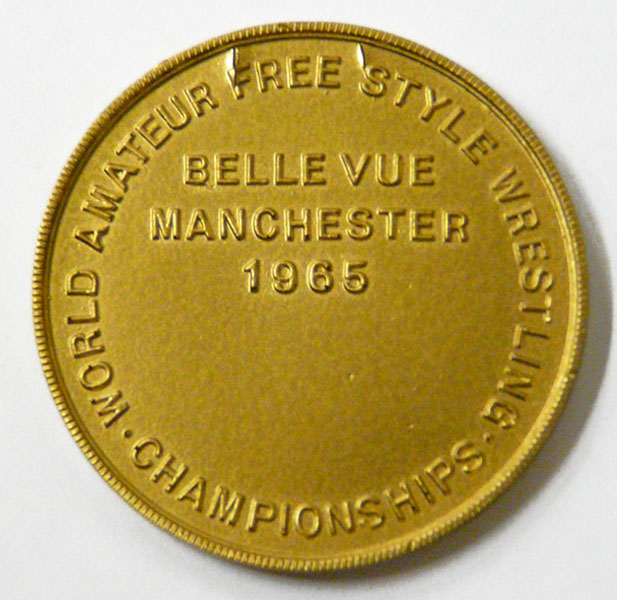 WORLD AMATEUR FREE STYLE WRESTLING
BELLE VUE
MANCHESTER
1965
· CHAMPIONSHIPS ·